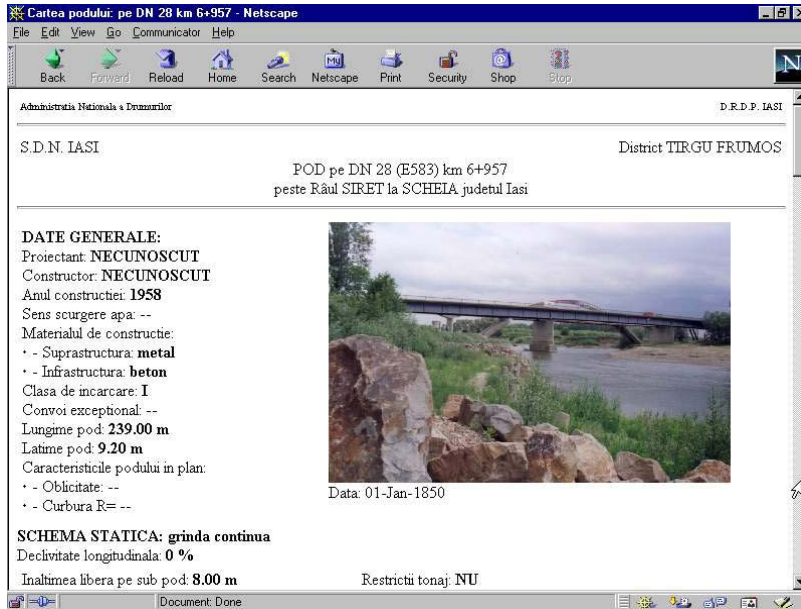 Cartea podului: pe DN 28 km 6+957 - Netscape
File Edit View Go Communicator Help
Back Forward Reload Home Search Netscape Print Security Shop Stop
My
N
Administratia Nationala a Drumurilor D.R.D.P. IASI
S.D.N. IASI District TIRGU FRUMOS
POD pe DN 28 (E583) km 6+957
peste Râul SIRET la SCHEIA judetul Iasi
DATE GENERALE:
Proiectant: NECUNOSCUT
Constructor: NECUNOSCUT
Anul constructiei: 1958
Sens scurgere apa: --
Materialul de constructie:
· - Suprastructura: metal
· - Infrastructura: beton
Clasa de incarcare: I
Convoi exceptional: --
Lungime pod: 239.00 m
Latime pod: 9.20 m
Caracteristicile podului in plan:
· - Oblicitate: --
· - Curbura R= --
Data: 01-Jan-1850
SCHEMA STATICA: grinda continua
Declivitate longitudinala: 0 %
Inaltimea libera pe sub pod: 8.00 m Restrictii tonaj: NU
Document: Done